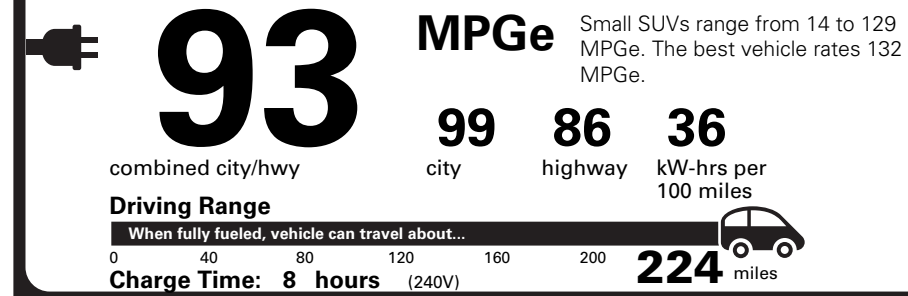 93
MPGe
Small SUVs range from 14 to 129
MPGe. The best vehicle rates 132
MPGe.
combined city/hwy
99
city
86
highway
36
kW-hrs per
100 miles
Driving Range
When fully fueled, vehicle can travel about...
0 40 80 120 160 200 224 miles
Charge Time: 8 hours (240V)